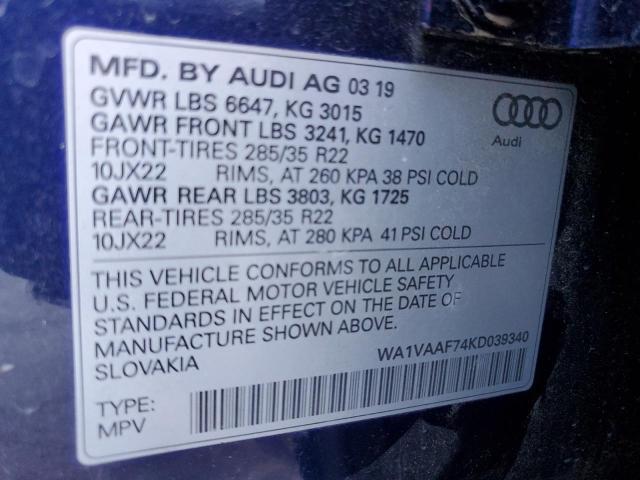 MFD. BY AUDI AG 03 19
GVWR LBS 6647, KG 3015
GAWR FRONT LBS 3241, KG 1470
FRONT-TIRES 285/35 R22
10JX22 RIMS, AT 260 KPA 38 PSI COLD
GAWR REAR LBS 3803, KG 1725
REAR-TIRES 285/35 R22
10JX22 RIMS, AT 280 KPA 41 PSI COLD
Audi
THIS VEHICLE CONFORMS TO ALL APPLICABLE
U.S. FEDERAL MOTOR VEHICLE SAFETY
STANDARDS IN EFFECT ON THE DATE OF
MANUFACTURE SHOWN ABOVE.
SLOVAKIA
WA1VAAF74KD039340
TYPE:
MPV